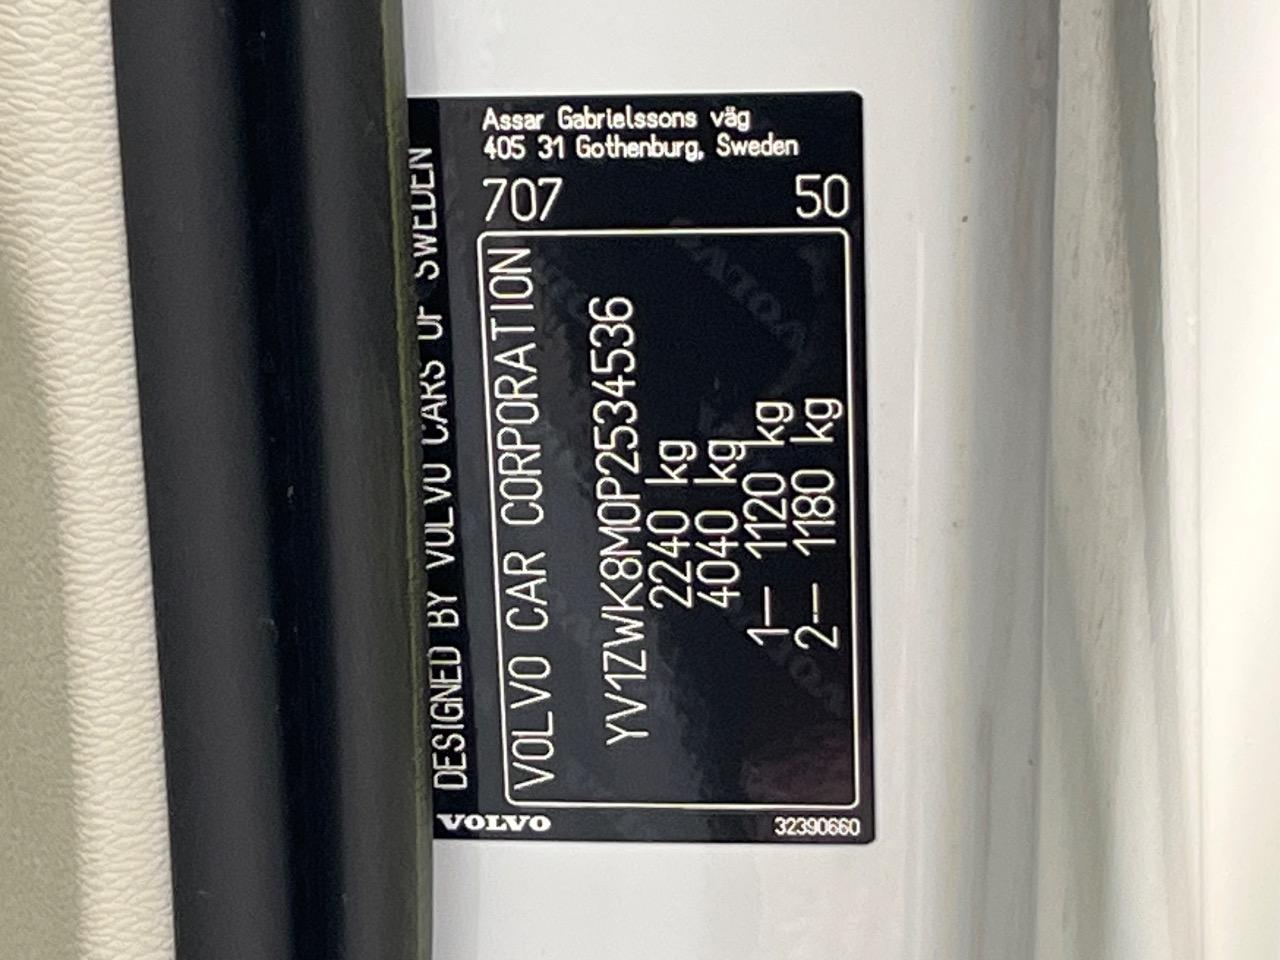 Assar Gabrielssons väg
405 31 Gothenburg, Sweden
707 50
DESIGNED BY VOLVO CARS OF SWEDEN
VOLVO CAR CORPORATION
YV1ZWK8M0P2534536
2240 kg
4040 kg
1-- 1120 kg
2-- 1180 kg
VOLVO
32390660